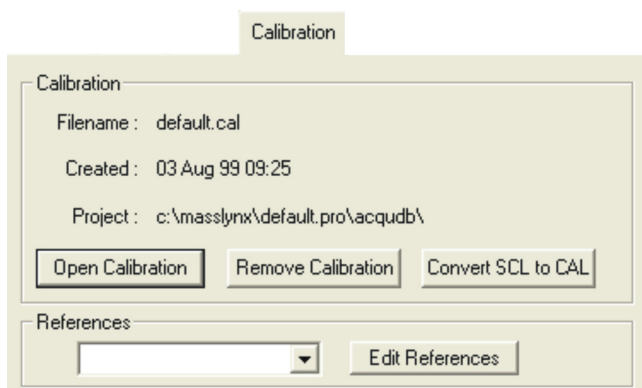 Calibration
Calibration
Filename : default.cal
Created : 03 Aug 99 09:25
Project : c:\masslynx\default.pro\acqudb\
Open Calibration Remove Calibration Convert SCL to CAL
References
Edit References